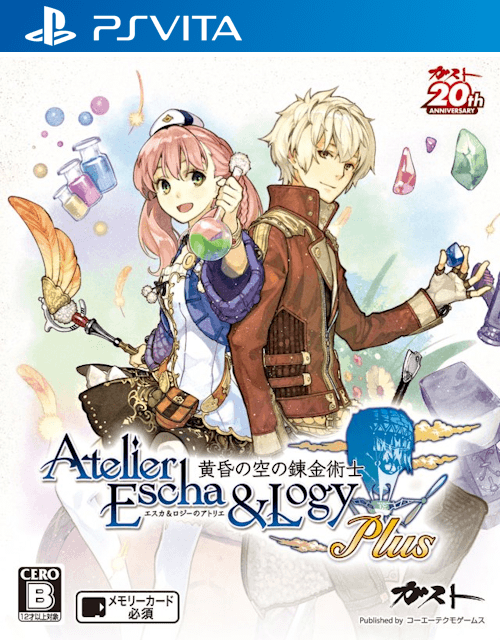 PSVITA
ガスト
20th
ANNIVERSARY
Atelier
黄昏の空の錬金術士
Escha & Logy
エスカ&ロジーのアトリエ
Plus
CERO
B
12才以上対象
メモリーカード
必須
ガスト
Published by コーエーテクモゲームス